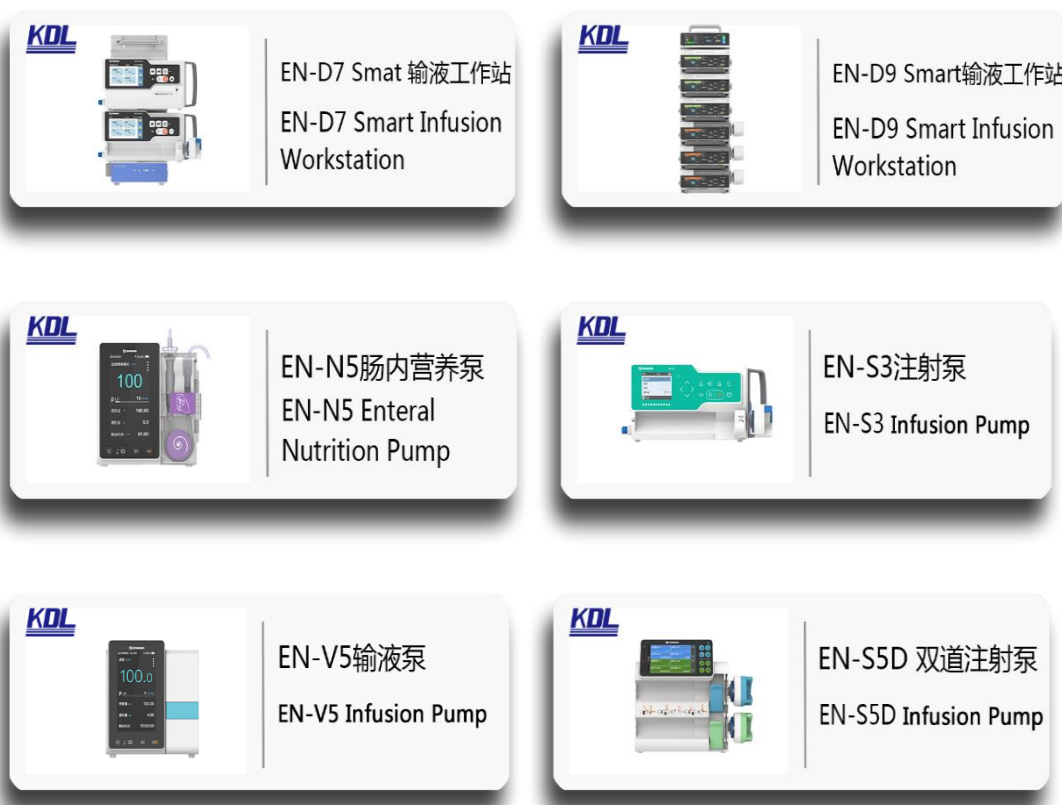 KDL
EN-D7 Smat 输液工作站
EN-D7 Smart Infusion
Workstation
KDL
EN-D9 Smart输液工作站
EN-D9 Smart Infusion
Workstation
KDL
100
EN-N5肠内营养泵
EN-N5 Enteral
Nutrition Pump
KDL
EN-S3注射泵
EN-S3 Infusion Pump
KDL
100.0
EN-V5输液泵
EN-V5 Infusion Pump
KDL
EN-S5D 双道注射泵
EN-S5D Infusion Pump